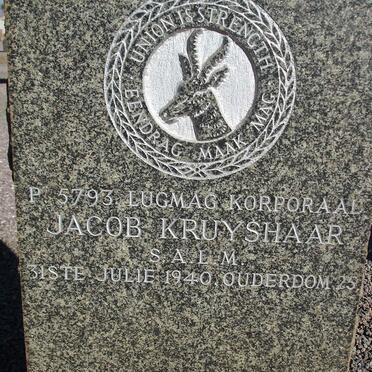 UNION IS STRENGTH
EENDRAG MAAK MAG
P. 5793 LUGMAG KORPORAAL
JACOB KRUYSHAAR
S.A.L.M.
31STE JULIE 1940, OUDERDOM 25